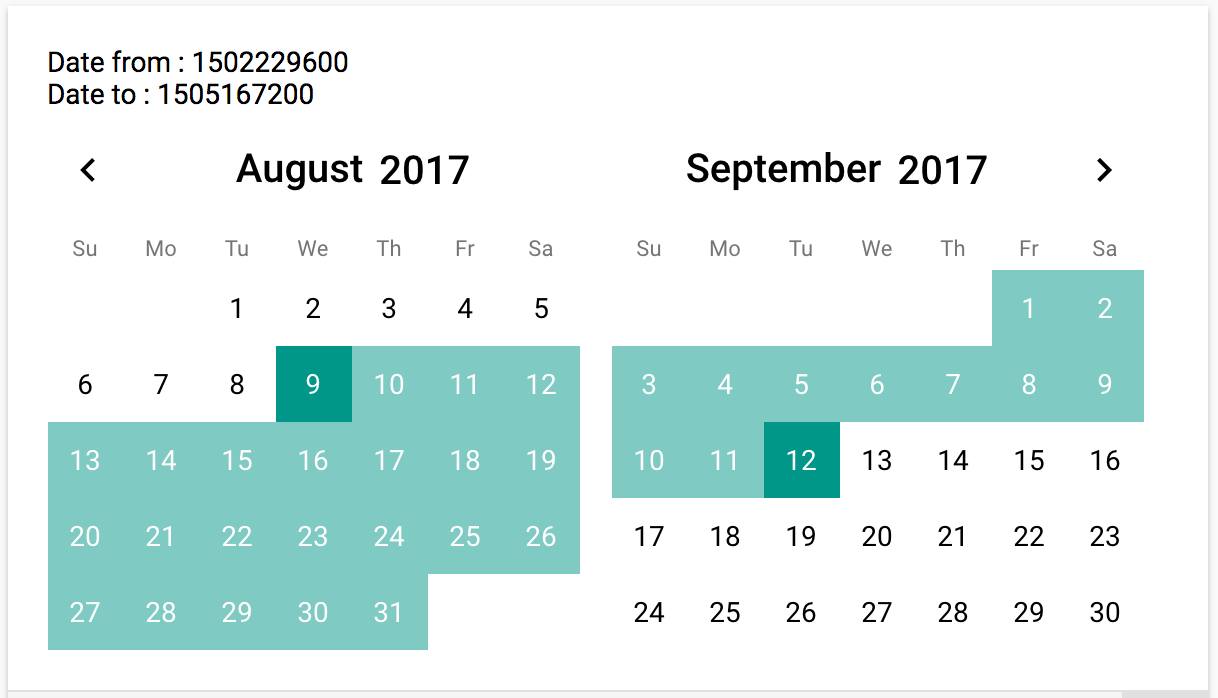 Date from : 1502229600
Date to : 1505167200
August 2017
Su Mo Tu We Th Fr Sa
1 2 3 4 5
6 7 8 9 10 11 12
13 14 15 16 17 18 19
20 21 22 23 24 25 26
27 28 29 30 31
September 2017
Su Mo Tu We Th Fr Sa
1 2
3 4 5 6 7 8 9
10 11 12 13 14 15 16
17 18 19 20 21 22 23
24 25 26 27 28 29 30